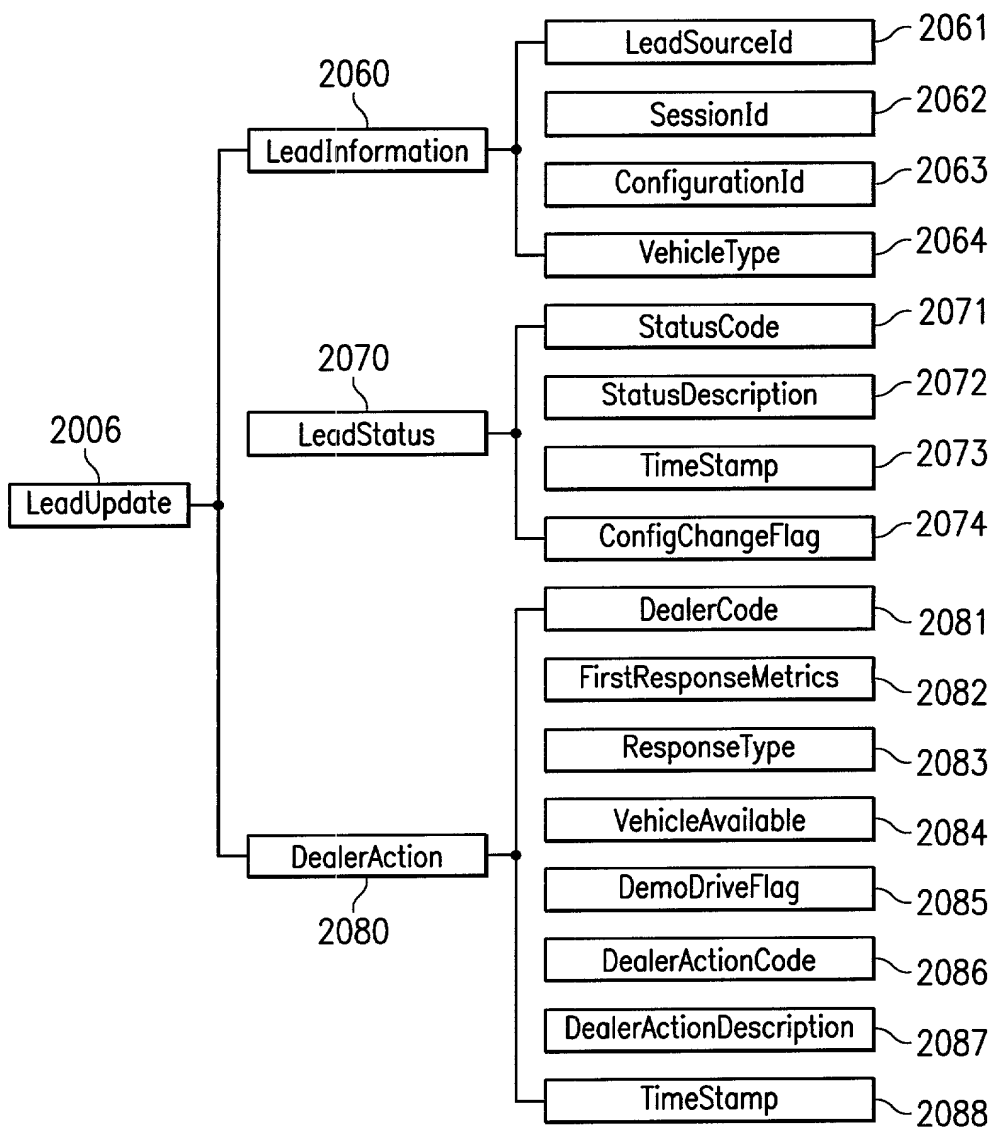 LeadSourceId 2061
2060
SessionId 2062
LeadInformation
ConfigurationId 2063
VehicleType 2064
StatusCode 2071
2070
StatusDescription 2072
LeadStatus
2006
TimeStamp 2073
LeadUpdate
ConfigChangeFlag 2074
DealerCode 2081
FirstResponseMetrics 2082
ResponseType 2083
VehicleAvailable 2084
DealerAction
DemoDriveFlag 2085
2080
DealerActionCode 2086
DealerActionDescription 2087
TimeStamp 2088